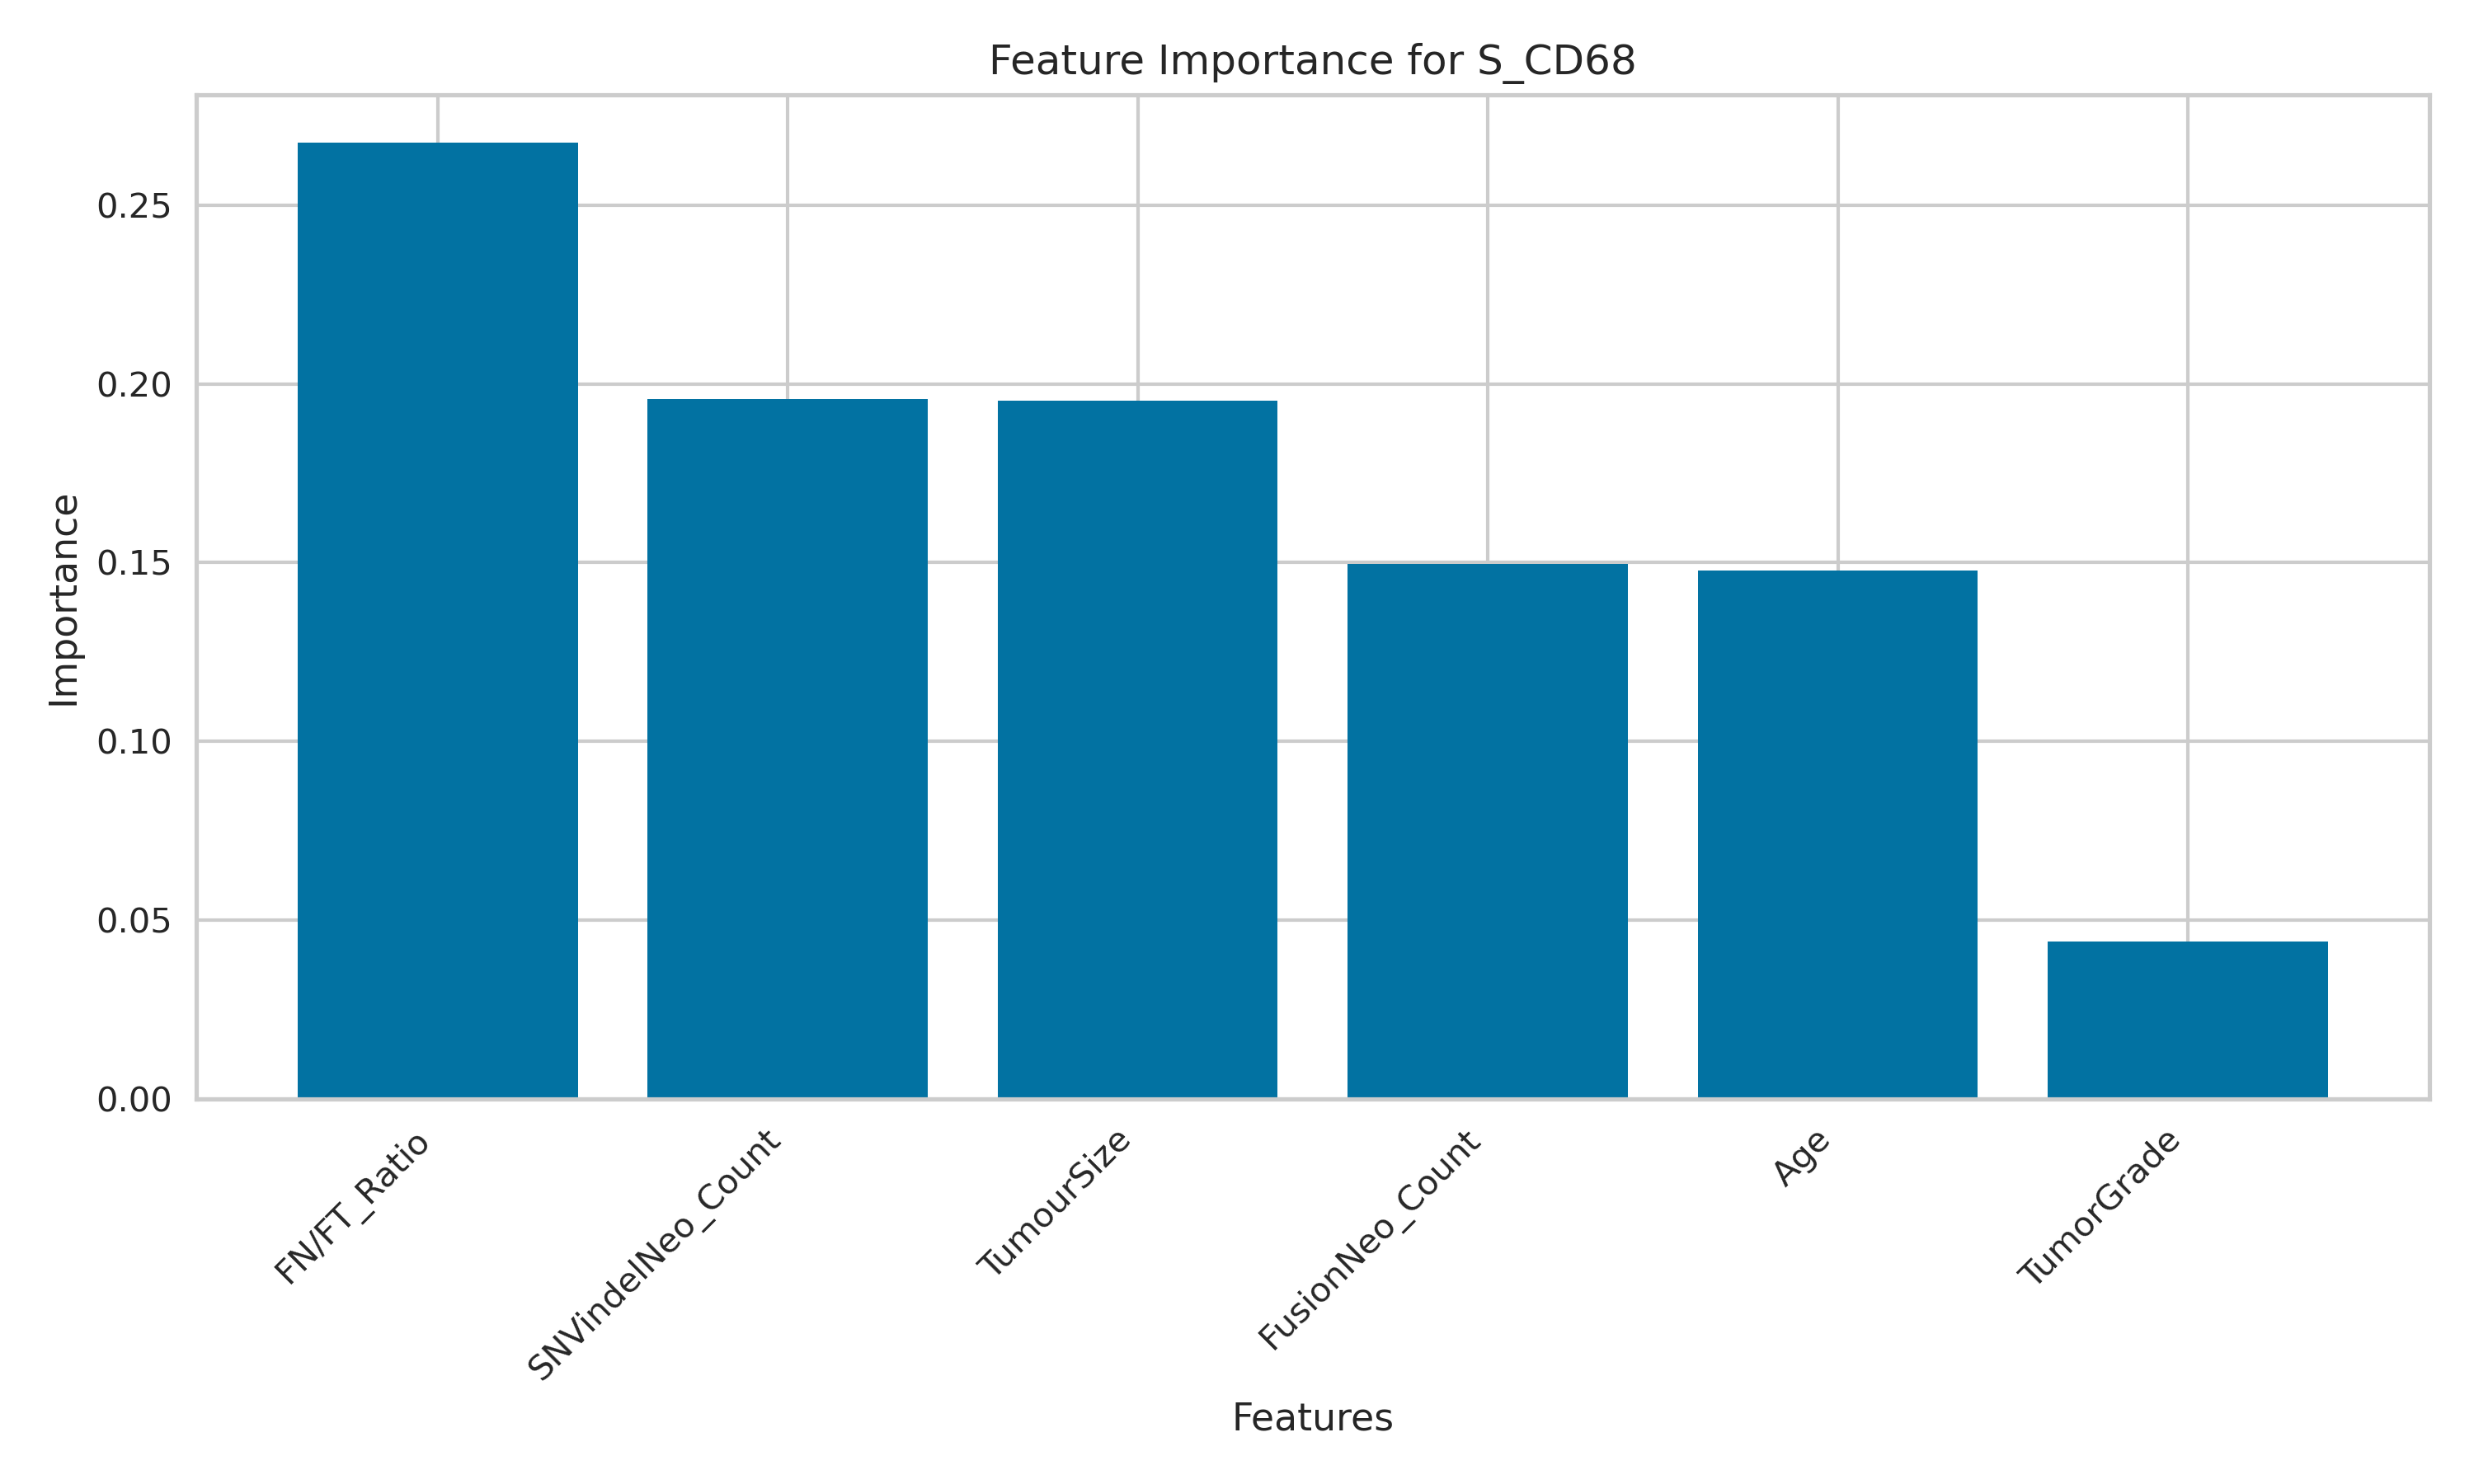 Feature Importance for S_CD68
Importance
0.25
0.20
0.15
0.10
0.05
0.00
FN/FT_Ratio
SNVindelNeo_Count
TumourSize
FusionNeo_Count
Age
TumorGrade
Features